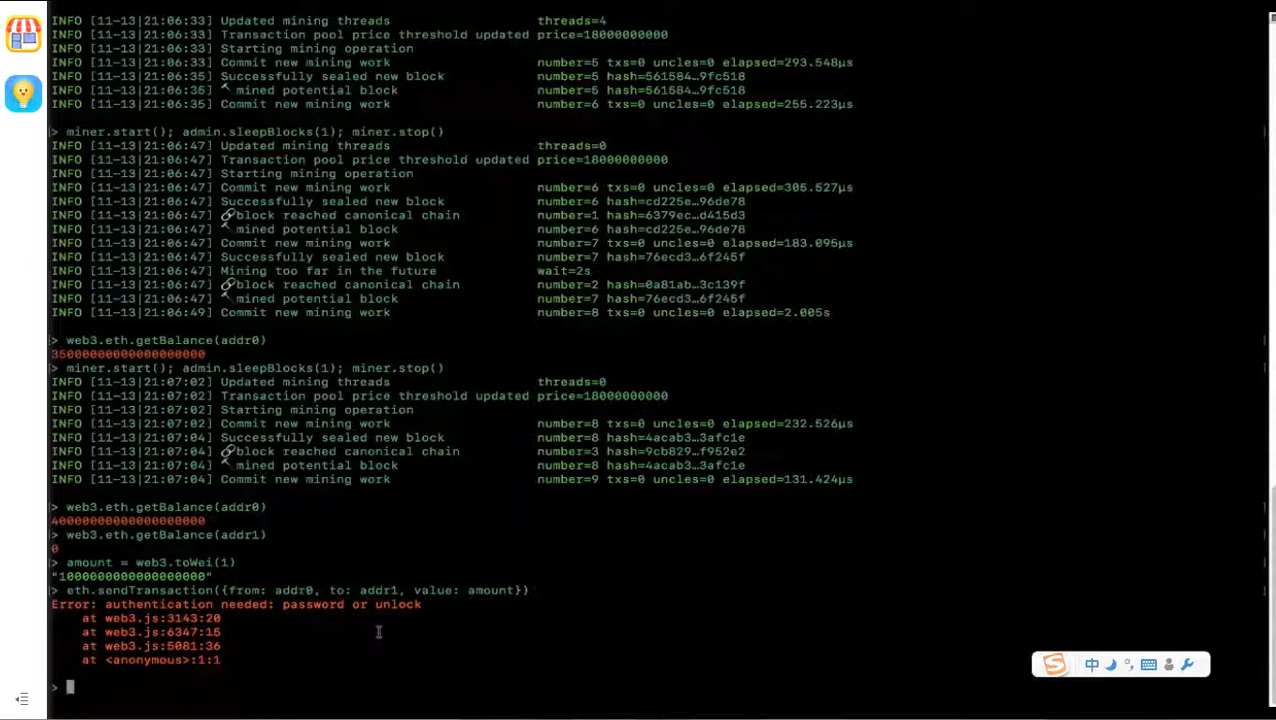 INFO [11-13|21:06:33] Updated mining threads threads=4
INFO [11-13|21:06:33] Transaction pool price threshold updated price=18000000000
INFO [11-13|21:06:33] Starting mining operation
INFO [11-13|21:06:33] Commit new mining work number=5 txs=0 uncles=0 elapsed=293.548µs
INFO [11-13|21:06:35] Successfully sealed new block number=5 hash=561584…9fc518
INFO [11-13|21:06:35] 🔨 mined potential block number=5 hash=561584…9fc518
INFO [11-13|21:06:35] Commit new mining work number=6 txs=0 uncles=0 elapsed=255.223µs
> miner.start(); admin.sleepBlocks(1); miner.stop()
INFO [11-13|21:06:47] Updated mining threads threads=0
INFO [11-13|21:06:47] Transaction pool price threshold updated price=18000000000
INFO [11-13|21:06:47] Starting mining operation
INFO [11-13|21:06:47] Commit new mining work number=6 txs=0 uncles=0 elapsed=305.527µs
INFO [11-13|21:06:47] Successfully sealed new block number=6 hash=cd225e…96de78
INFO [11-13|21:06:47] 🔗 block reached canonical chain number=1 hash=6379ec…d415d3
INFO [11-13|21:06:47] 🔨 mined potential block number=6 hash=cd225e…96de78
INFO [11-13|21:06:47] Commit new mining work number=7 txs=0 uncles=0 elapsed=183.095µs
INFO [11-13|21:06:47] Successfully sealed new block number=7 hash=76ecd3…6f245f
INFO [11-13|21:06:47] Mining too far in the future wait=2s
INFO [11-13|21:06:47] 🔗 block reached canonical chain number=2 hash=0a81ab…3c139f
INFO [11-13|21:06:47] 🔨 mined potential block number=7 hash=76ecd3…6f245f
INFO [11-13|21:06:49] Commit new mining work number=8 txs=0 uncles=0 elapsed=2.005s
> web3.eth.getBalance(addr0)
35000000000000000000
> miner.start(); admin.sleepBlocks(1); miner.stop()
INFO [11-13|21:07:02] Updated mining threads threads=0
INFO [11-13|21:07:02] Transaction pool price threshold updated price=18000000000
INFO [11-13|21:07:02] Starting mining operation
INFO [11-13|21:07:02] Commit new mining work number=8 txs=0 uncles=0 elapsed=232.526µs
INFO [11-13|21:07:04] Successfully sealed new block number=8 hash=4acab3…3afc1e
INFO [11-13|21:07:04] 🔗 block reached canonical chain number=3 hash=9cb829…f952e2
INFO [11-13|21:07:04] 🔨 mined potential block number=8 hash=4acab3…3afc1e
INFO [11-13|21:07:04] Commit new mining work number=9 txs=0 uncles=0 elapsed=131.424µs
> web3.eth.getBalance(addr0)
40000000000000000000
> web3.eth.getBalance(addr1)
0
> amount = web3.toWei(1)
"1000000000000000000"
> eth.sendTransaction({from: addr0, to: addr1, value: amount})
Error: authentication needed: password or unlock
at web3.js:3143:20
at web3.js:6347:15
at web3.js:5081:36
at <anonymous>:1:1
>
S 中